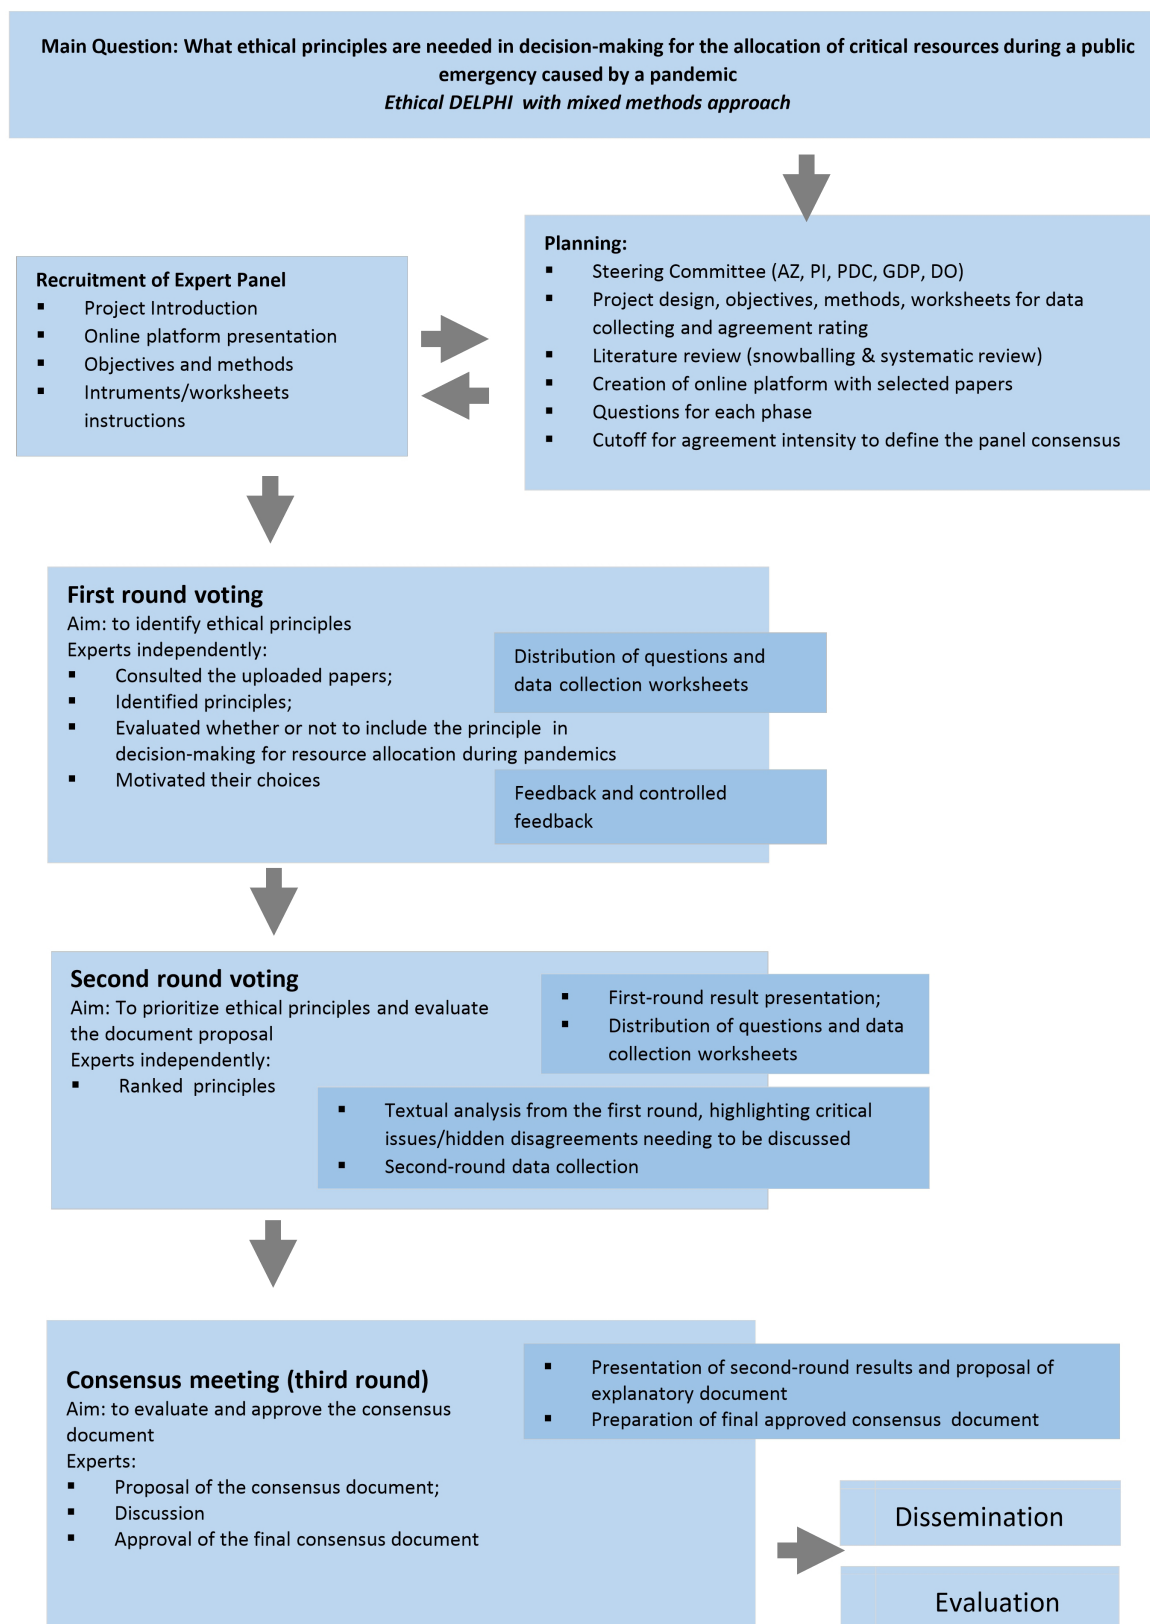 Main Question: What ethical principles are needed in decision-making for the allocation of critical resources during a public
emergency caused by a pandemic
Ethical DELPHI with mixed methods approach
Planning:
▪ Steering Committee (AZ, PI, PDC, GDP, DO)
▪ Project design, objectives, methods, worksheets for data
collecting and agreement rating
▪ Literature review (snowballing & systematic review)
▪ Creation of online platform with selected papers
▪ Questions for each phase
▪ Cutoff for agreement intensity to define the panel consensus
Recruitment of Expert Panel
▪ Project Introduction
▪ Online platform presentation
▪ Objectives and methods
▪ Intruments/worksheets
instructions
First round voting
Aim: to identify ethical principles
Experts independently:
▪ Consulted the uploaded papers;
▪ Identified principles;
▪ Evaluated whether or not to include the principle in
decision-making for resource allocation during pandemics
▪ Motivated their choices
Distribution of questions and
data collection worksheets
Feedback and controlled
feedback
Second round voting
Aim: To prioritize ethical principles and evaluate
the document proposal
Experts independently:
▪ Ranked principles
▪ First-round result presentation;
▪ Distribution of questions and data
collection worksheets
▪ Textual analysis from the first round, highlighting critical
issues/hidden disagreements needing to be discussed
▪ Second-round data collection
Consensus meeting (third round)
Aim: to evaluate and approve the consensus
document
Experts:
▪ Proposal of the consensus document;
▪ Discussion
▪ Approval of the final consensus document
▪ Presentation of second-round results and proposal of
explanatory document
▪ Preparation of final approved consensus document
Dissemination
Evaluation